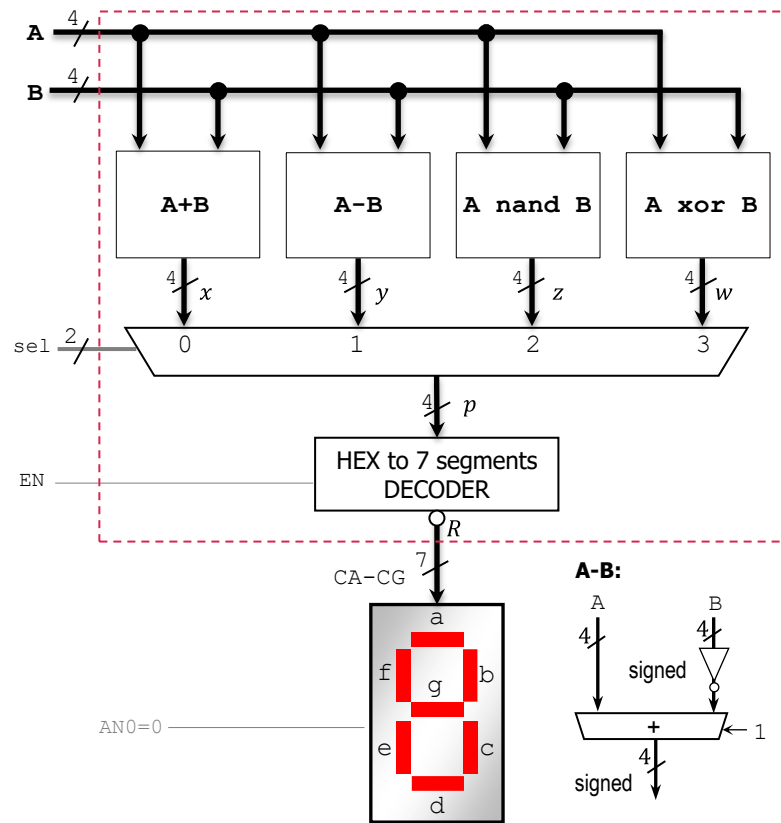 4
A
4
B
A+B
A-B
A nand B
A xor B
4 x
4 y
4 z
4 w
sel 2
0 1 2 3
4 p
HEX to 7 segments
DECODER
EN
R
7
CA-CG
a
f b
g
e c
d
AN0=0
A-B:
A B
4 4
signed
+
1
4
signed